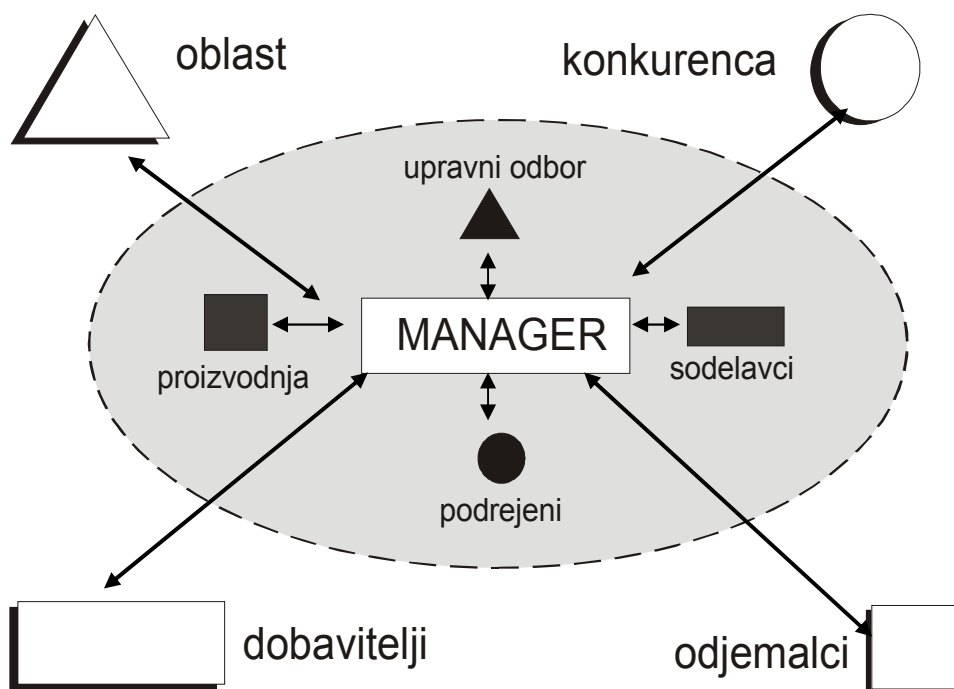 oblast
konkurenca
upravni odbor
MANAGER
proizvodnja
sodelavci
podrejeni
dobavitelji
odjemalci